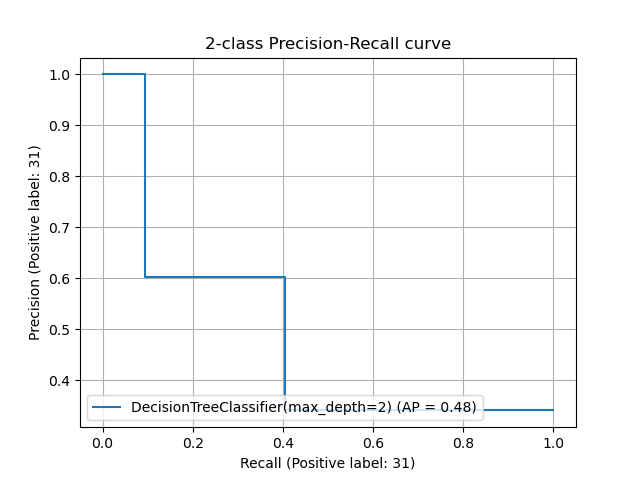 2-class Precision-Recall curve
1.0
0.9
0.8
0.7
0.6
0.5
0.4
Precision (Positive label: 31)
DecisionTreeClassifier(max_depth=2) (AP = 0.48)
0.0 0.2 0.4 0.6 0.8 1.0
Recall (Positive label: 31)